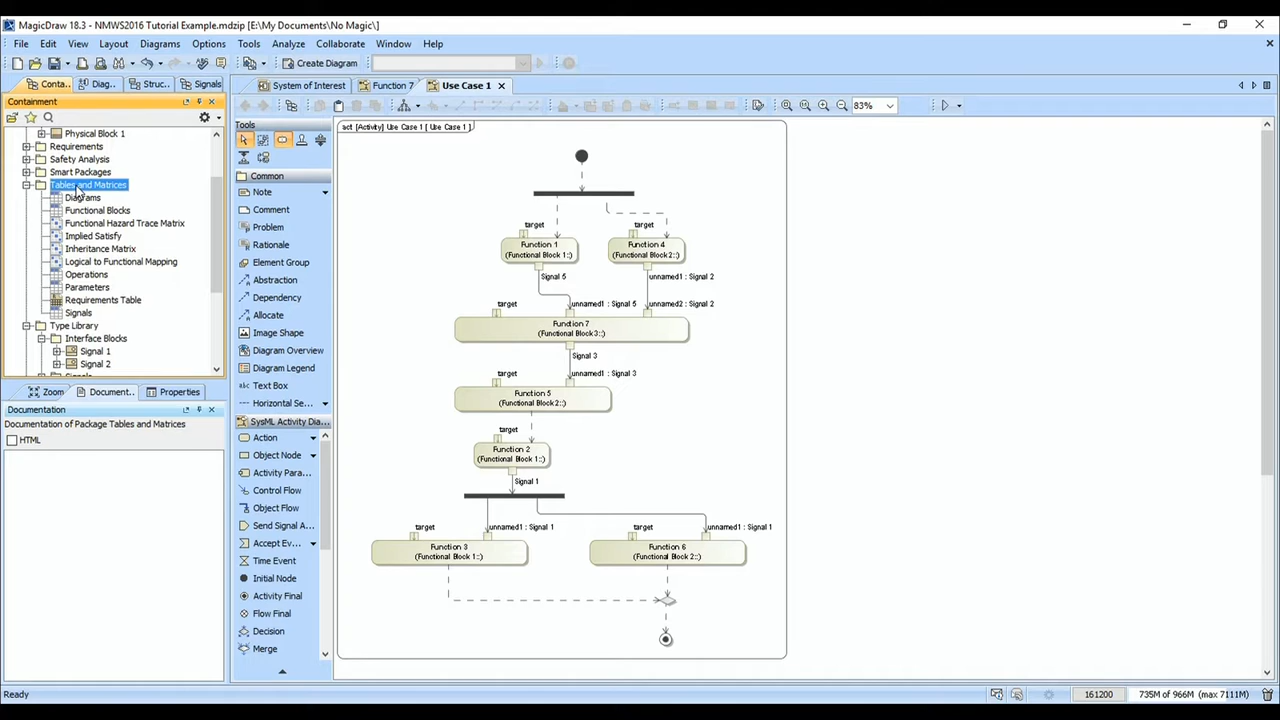 MagicDraw 18.3 - NMWS2016 Tutorial Example.mdzip [E:\My Documents\No Magic\]
File Edit View Layout Diagrams Options Tools Analyze Collaborate Window Help
Create Diagram
Conta... Diag... Struc... Signals
System of Interest Function 7 Use Case 1
Containment
83%
Physical Block 1
Requirements
Safety Analysis
Smart Packages
Tables and Matrices
Diagrams
Functional Blocks
Functional Hazard Trace Matrix
Implied Satisfy
Inheritance Matrix
Logical to Functional Mapping
Operations
Parameters
Requirements Table
Signals
Type Library
Interface Blocks
Signal 1
Signal 2
Zoom Document... Properties
Documentation
Documentation of Package Tables and Matrices
HTML
Tools
Common
Note
Comment
Problem
Rationale
Element Group
Abstraction
Dependency
Allocate
Image Shape
Diagram Overview
Diagram Legend
Text Box
Horizontal Se...
SysML Activity Dia...
Action
Object Node
Activity Para...
Control Flow
Object Flow
Send Signal A...
Accept Ev...
Time Event
Initial Node
Activity Final
Flow Final
Decision
Merge
act [Activity] Use Case 1 [ Use Case 1 ]
target target
Function 1
(Functional Block 1::)
Function 4
(Functional Block 2::)
Signal 5 unnamed1 : Signal 2
target unnamed1 : Signal 5 unnamed2 : Signal 2
Function 7
(Functional Block 3::)
Signal 3
target unnamed1 : Signal 3
Function 5
(Functional Block 2::)
target
Function 2
(Functional Block 1::)
Signal 1
target unnamed1 : Signal 1 target unnamed1 : Signal 1
Function 3
(Functional Block 1::)
Function 6
(Functional Block 2::)
Ready
161200 735M of 966M (max 7111M)